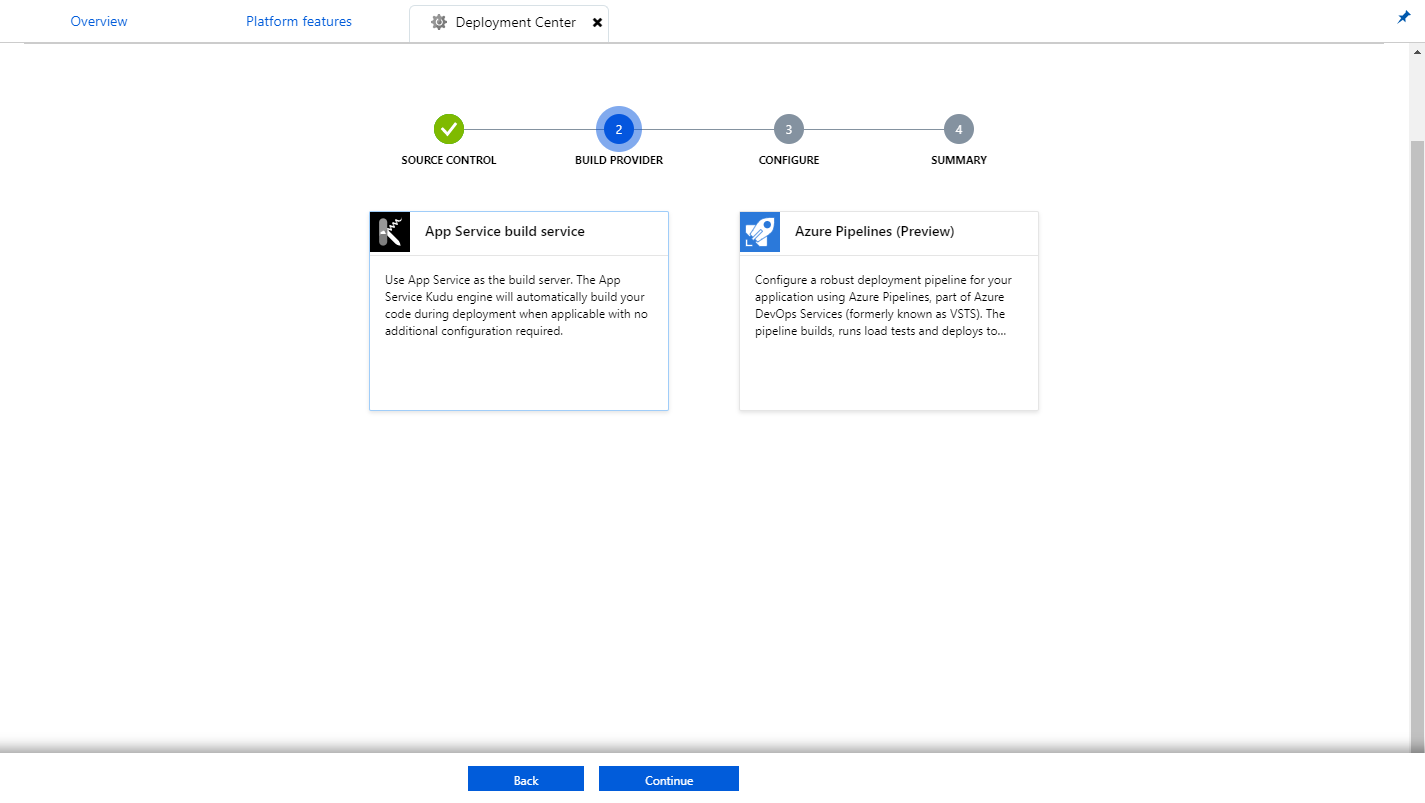 Overview
Platform features
Deployment Center
2
3
4
SOURCE CONTROL
BUILD PROVIDER
CONFIGURE
SUMMARY
App Service build service
Use App Service as the build server. The App
Service Kudu engine will automatically build your
code during deployment when applicable with no
additional configuration required.
Azure Pipelines (Preview)
Configure a robust deployment pipeline for your
application using Azure Pipelines, part of Azure
DevOps Services (formerly known as VSTS). The
pipeline builds, runs load tests and deploys to...
Back
Continue